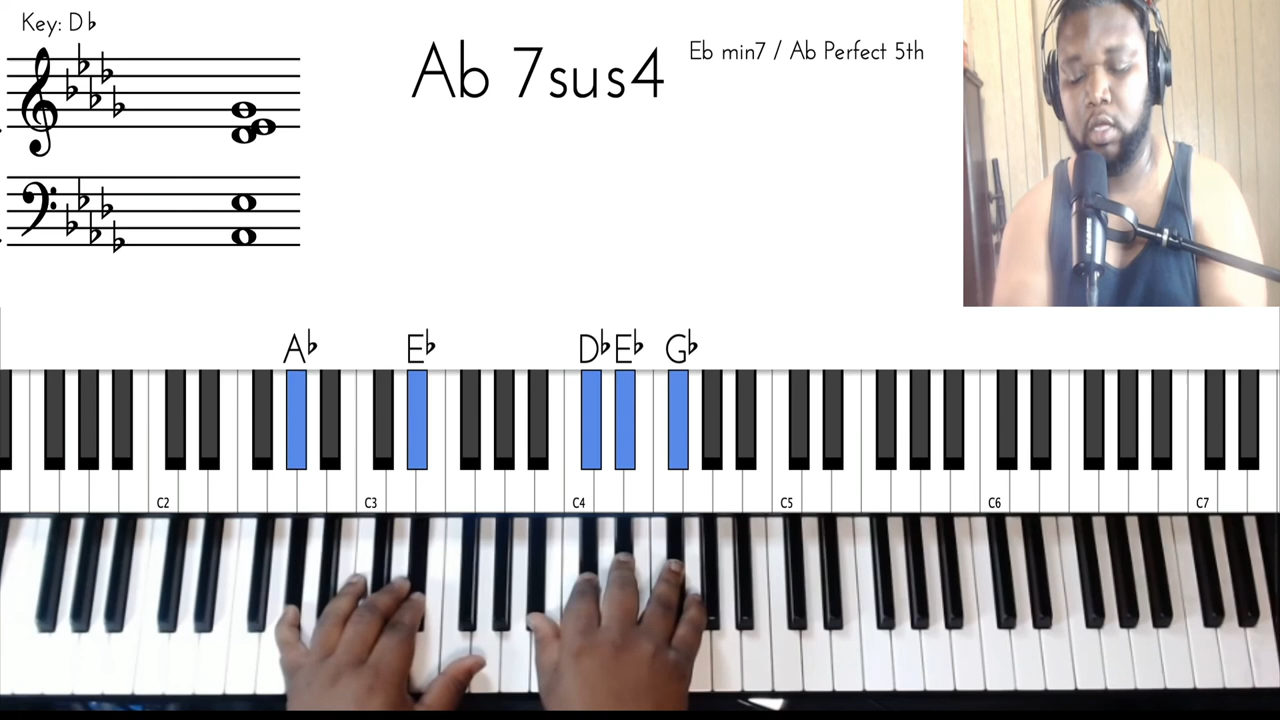 Key: D♭
Ab 7sus4
Eb min7 / Ab Perfect 5th
A♭ E♭ D♭ E♭ G♭
C2 C3 C4 C5 C6 C7